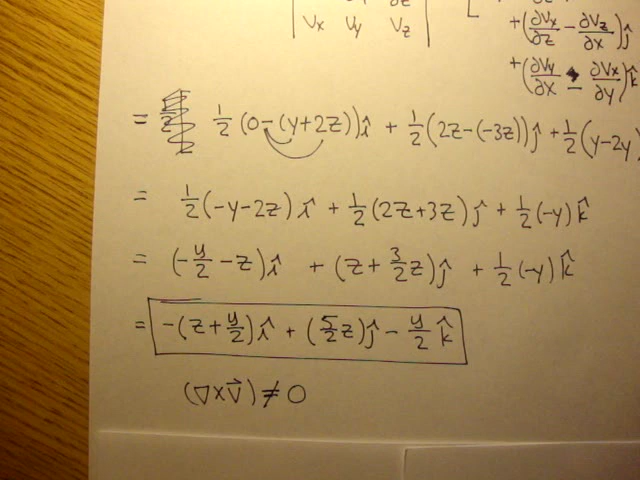 Vx Vy Vz
+(∂Vx/∂z - ∂Vz/∂x)ĵ
+(∂Vy/∂x - ∂Vx/∂y)k̂
= 1/2 (0-(y+2z))î + 1/2(2z-(-3z))ĵ + 1/2(y-2y
= 1/2(-y-2z)î + 1/2(2z+3z)ĵ + 1/2(-y)k̂
= (-y/2 - z)î + (z + 3/2 z)ĵ + 1/2(-y)k̂
= -(z+y/2)î + (5/2 z)ĵ - y/2 k̂
(∇×V⃗) ≠ 0